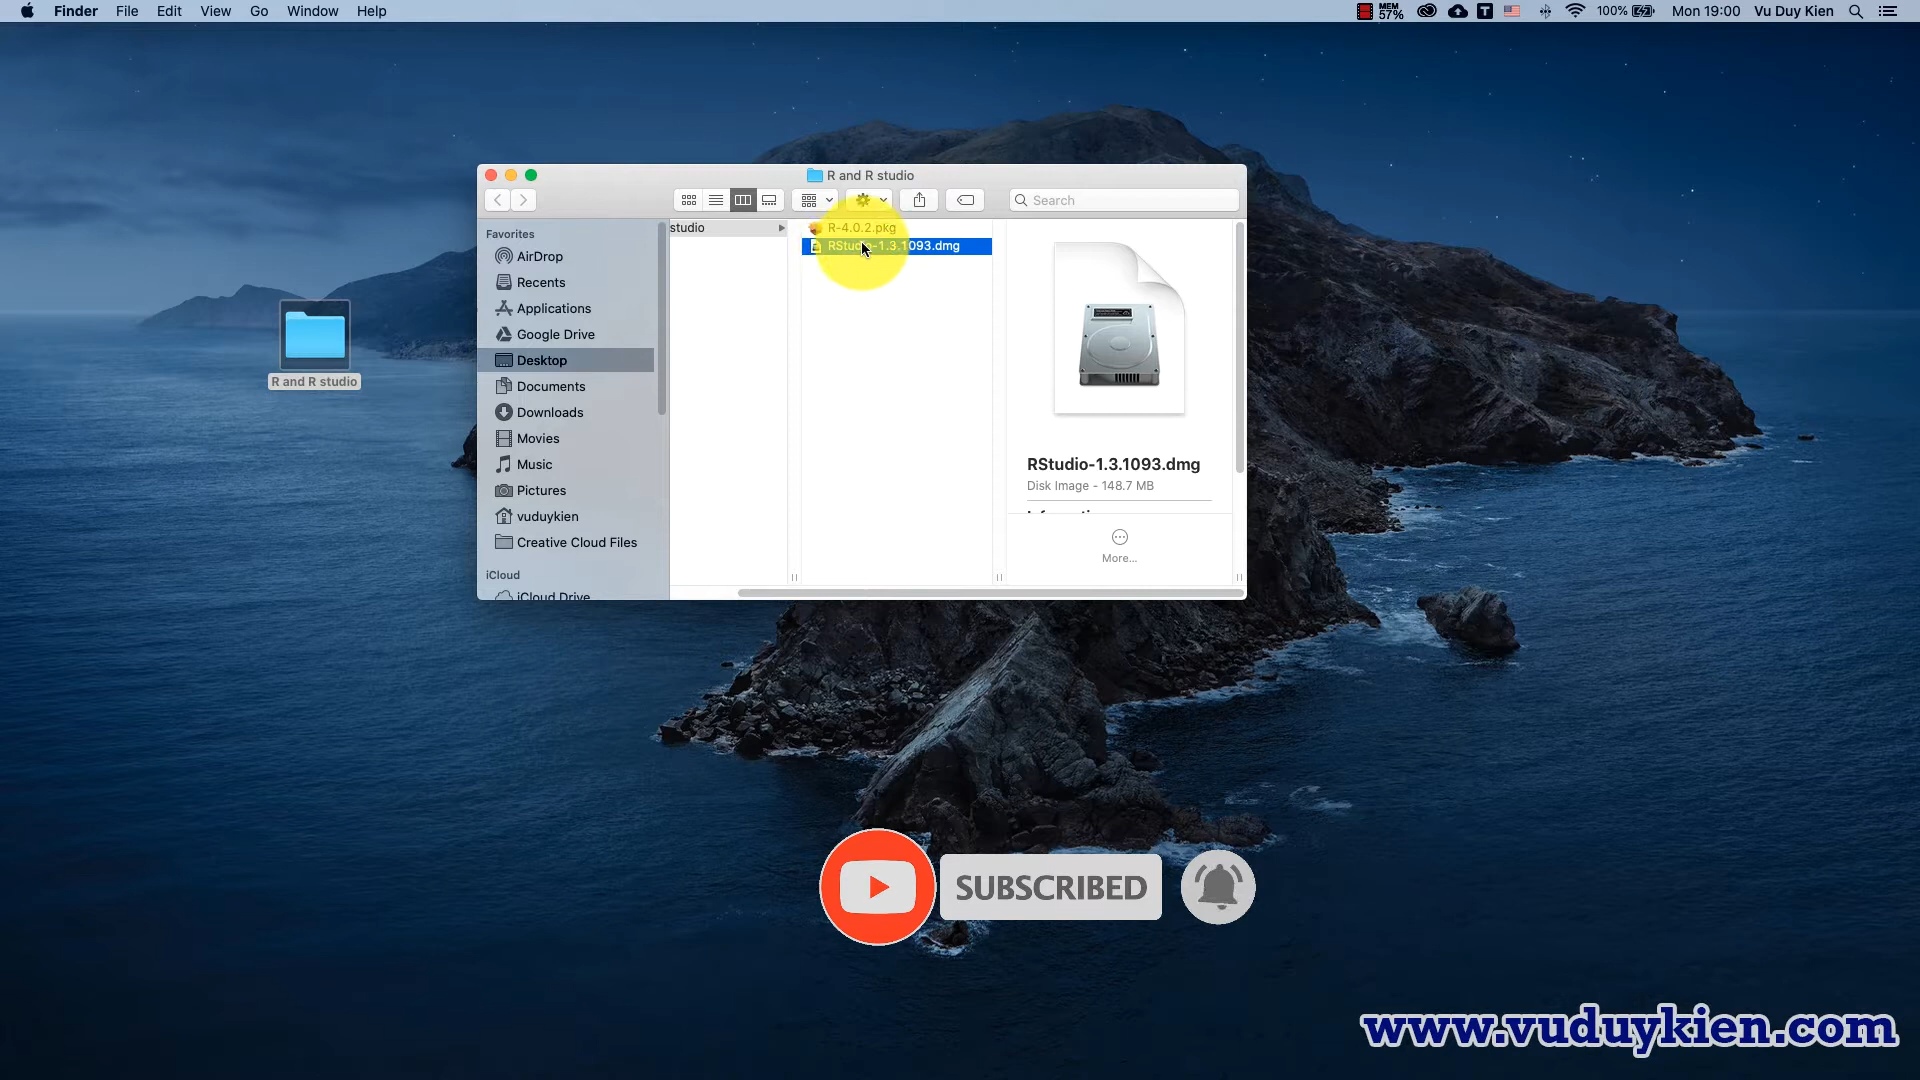 Finder File Edit View Go Window Help
MEM 57% T 100% Mon 19:00 Vu Duy Kien
R and R studio
Search
studio
R-4.0.2.pkg
RStudio-1.3.1093.dmg
Favorites
AirDrop
Recents
Applications
Google Drive
Desktop
Documents
Downloads
Movies
Music
Pictures
vuduykien
Creative Cloud Files
iCloud
iCloud Drive
R and R studio
RStudio-1.3.1093.dmg
Disk Image - 148.7 MB
More...
SUBSCRIBED
www.vuduykien.com